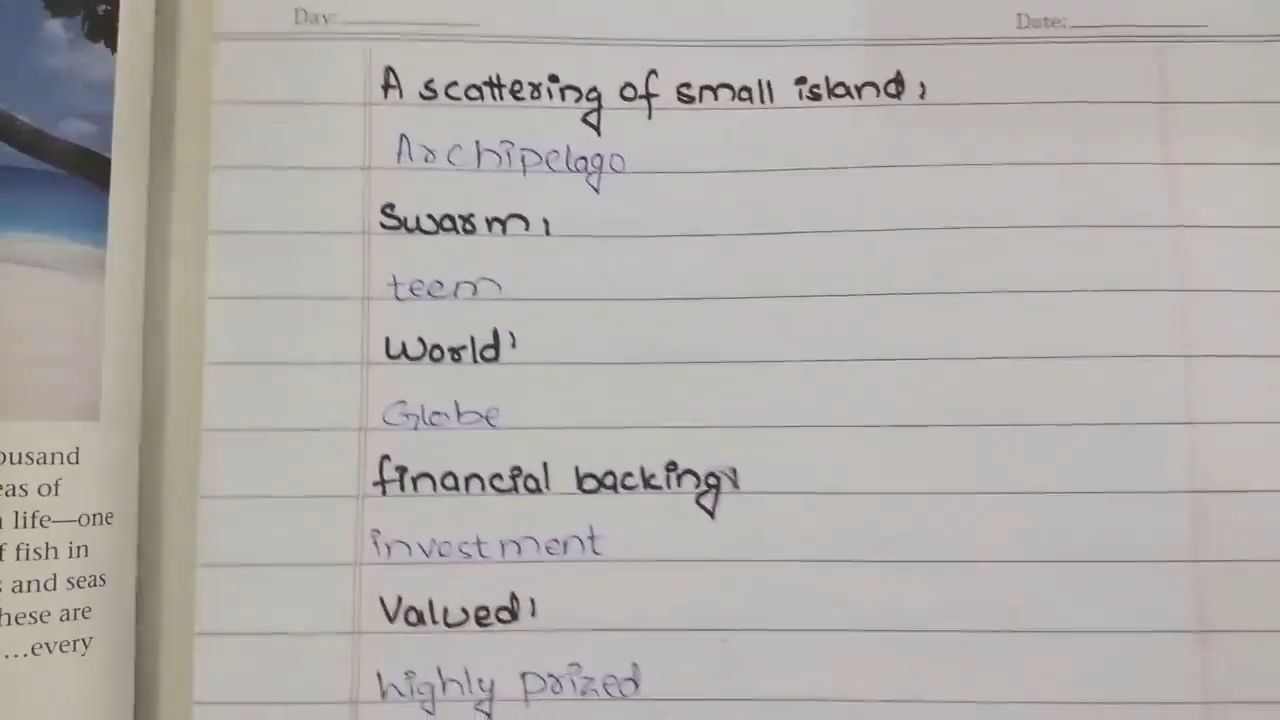 Day:
Date:
A scattering of small island:
Archipelago
Swarm:
teem
World:
Globe
financial backing:
investment
Valued:
highly prized
ousand
eas of
life—one
f fish in
s and seas
hese are
...every